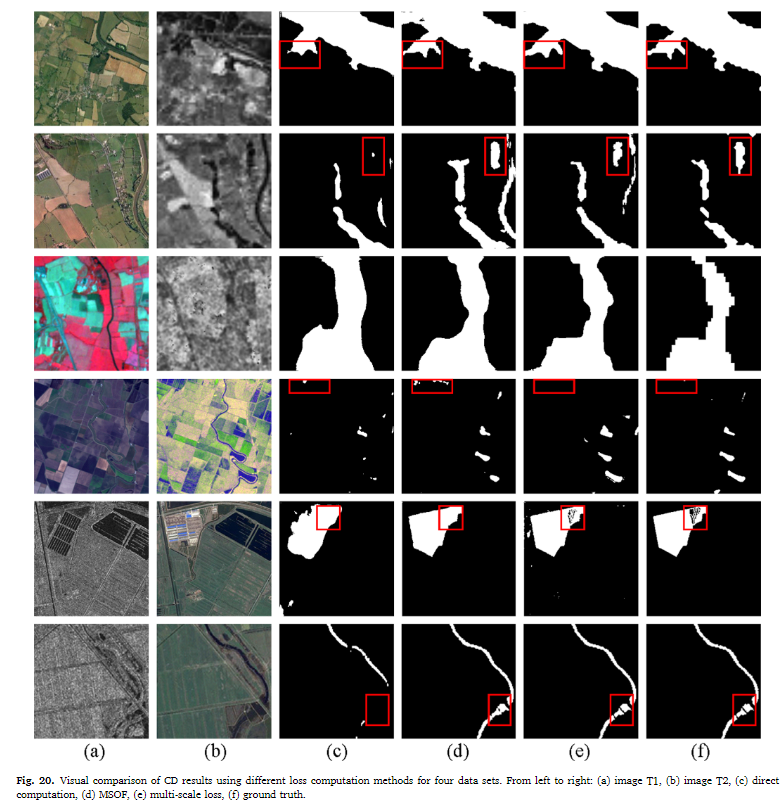 (a) (b) (c) (d) (e) (f)
Fig. 20. Visual comparison of CD results using different loss computation methods for four data sets. From left to right: (a) image T1, (b) image T2, (c) direct
computation, (d) MSOF, (e) multi-scale loss, (f) ground truth.